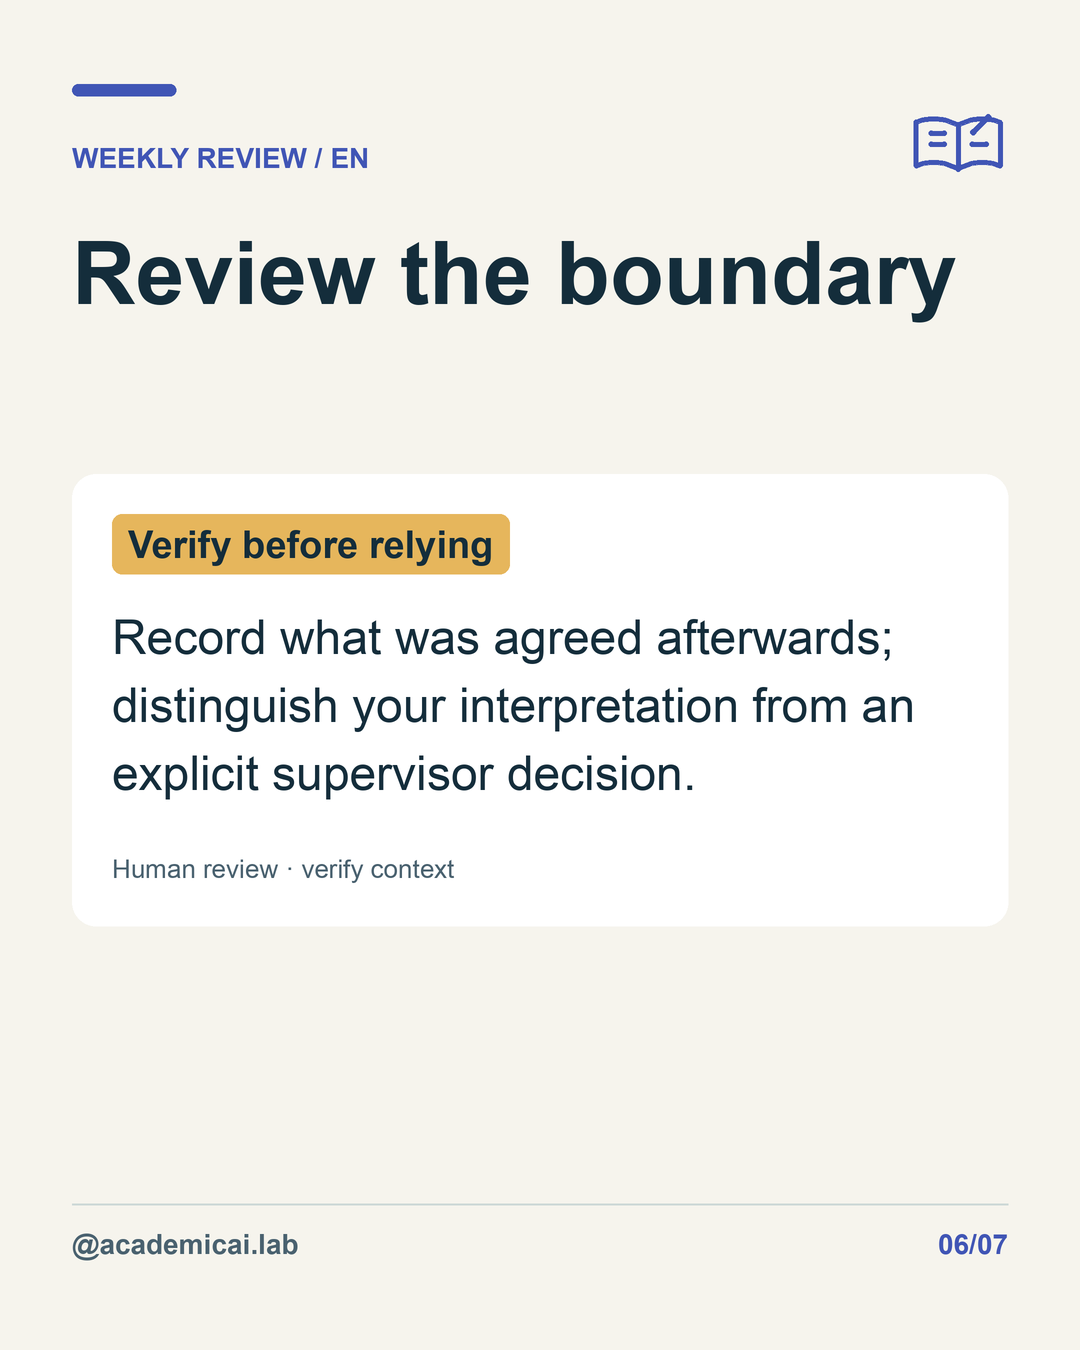 WEEKLY REVIEW / EN
Review the boundary
Verify before relying
Record what was agreed afterwards;
distinguish your interpretation from an
explicit supervisor decision.
Human review · verify context
@academicai.lab
06/07